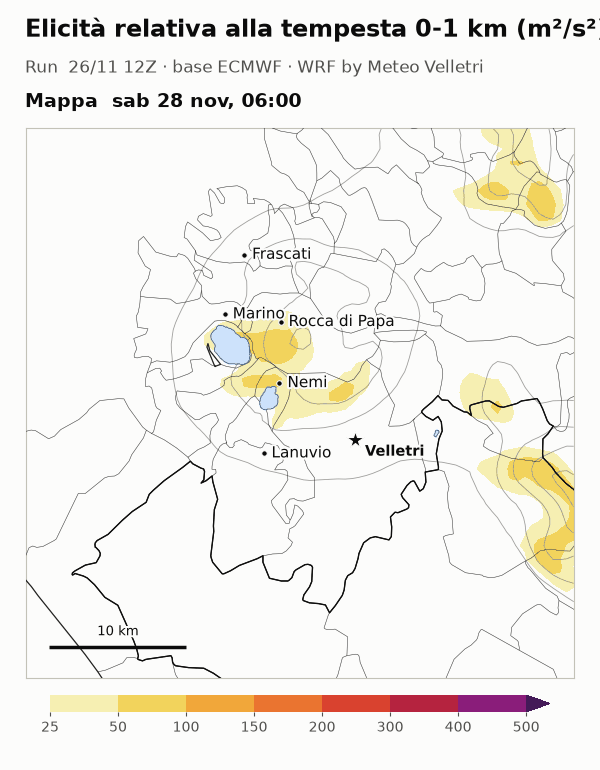 Elicità relativa alla tempesta 0-1 km (m²/s²)
Run 26/11 12Z · base ECMWF · WRF by Meteo Velletri
Mappa sab 28 nov, 06:00
Frascati
Marino
Rocca di Papa
Nemi
Velletri
Lanuvio
10 km
25 50 100 150 200 300 400 500